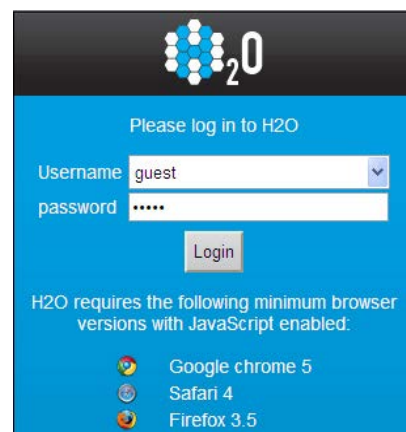 2O
Please log in to H2O
Username guest
password •••••
Login
H2O requires the following minimum browser
versions with JavaScript enabled:
Google chrome 5
Safari 4
Firefox 3.5